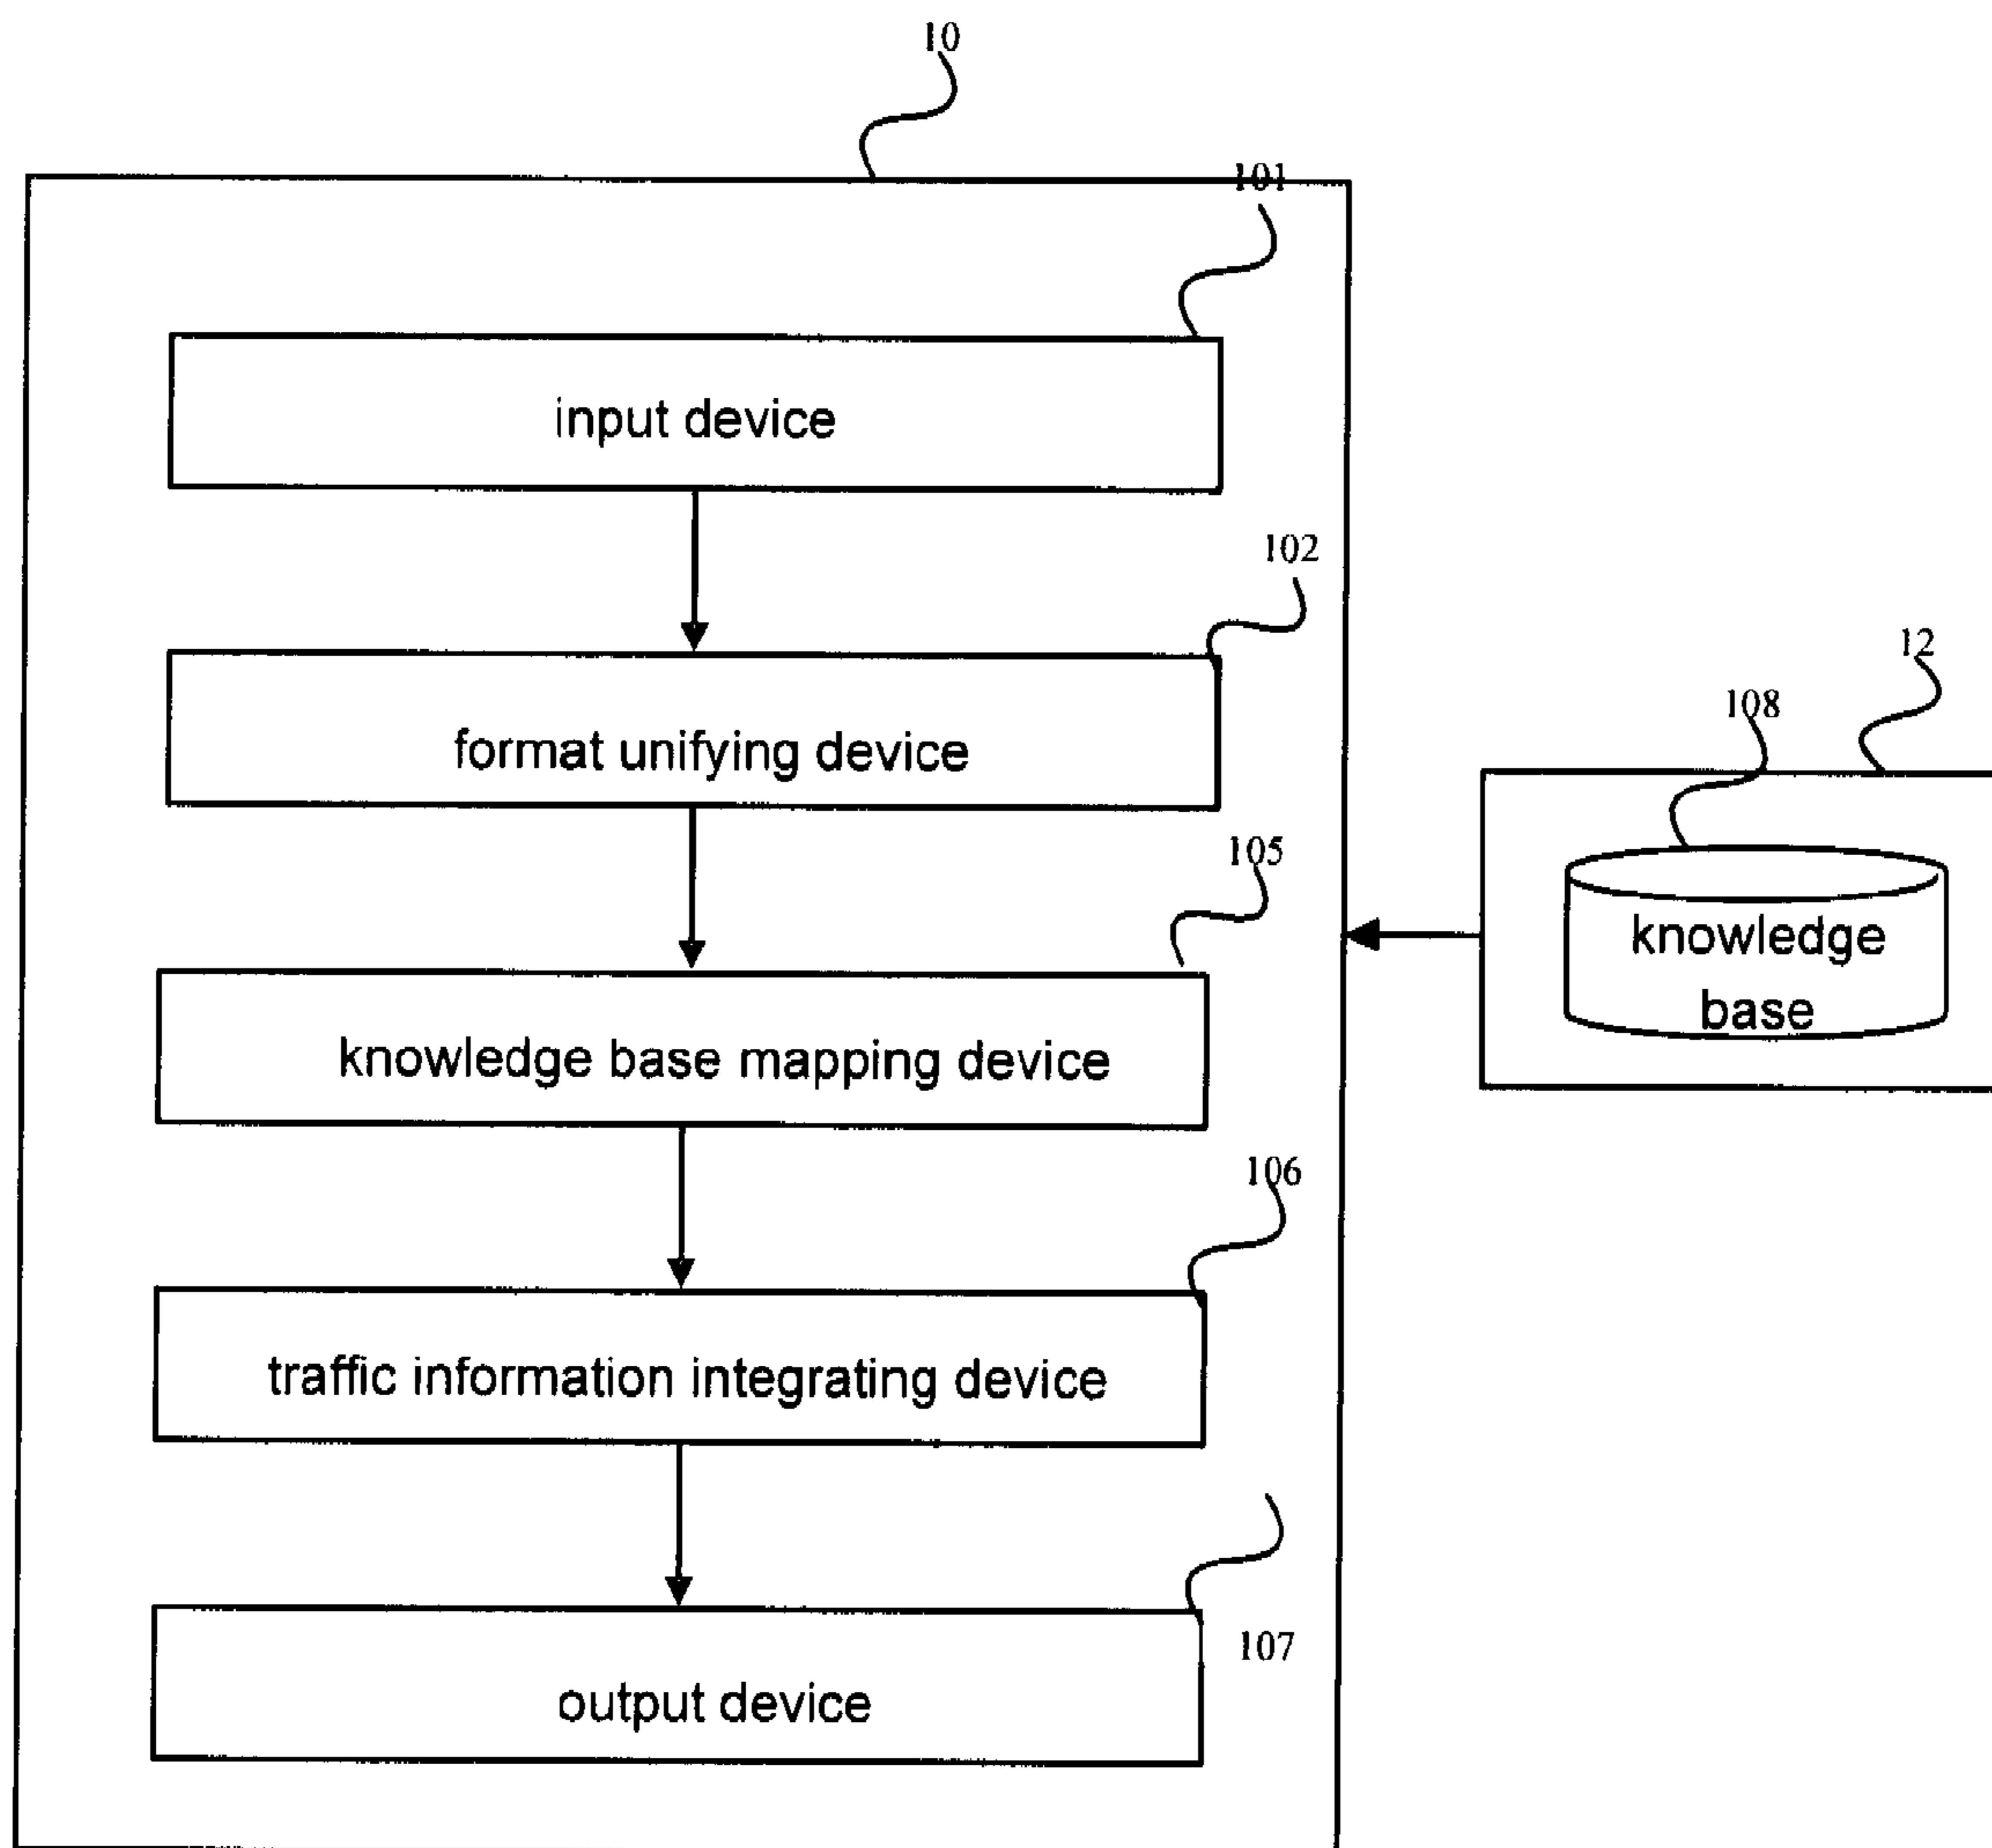 10
101
input device
102
format unifying device
12
108
105
knowledge
base
knowledge base mapping device
106
traffic information integrating device
107
output device